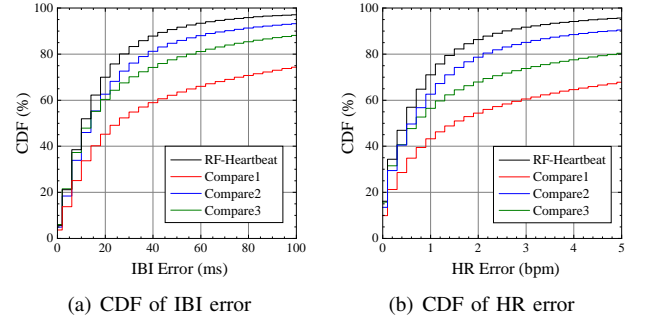 100
80
60
40
20
0
CDF (%)
RF-Heartbeat
Compare1
Compare2
Compare3
0 20 40 60 80 100
IBI Error (ms)
(a) CDF of IBI error
100
80
60
40
20
0
CDF (%)
RF-Heartbeat
Compare1
Compare2
Compare3
0 1 2 3 4 5
HR Error (bpm)
(b) CDF of HR error